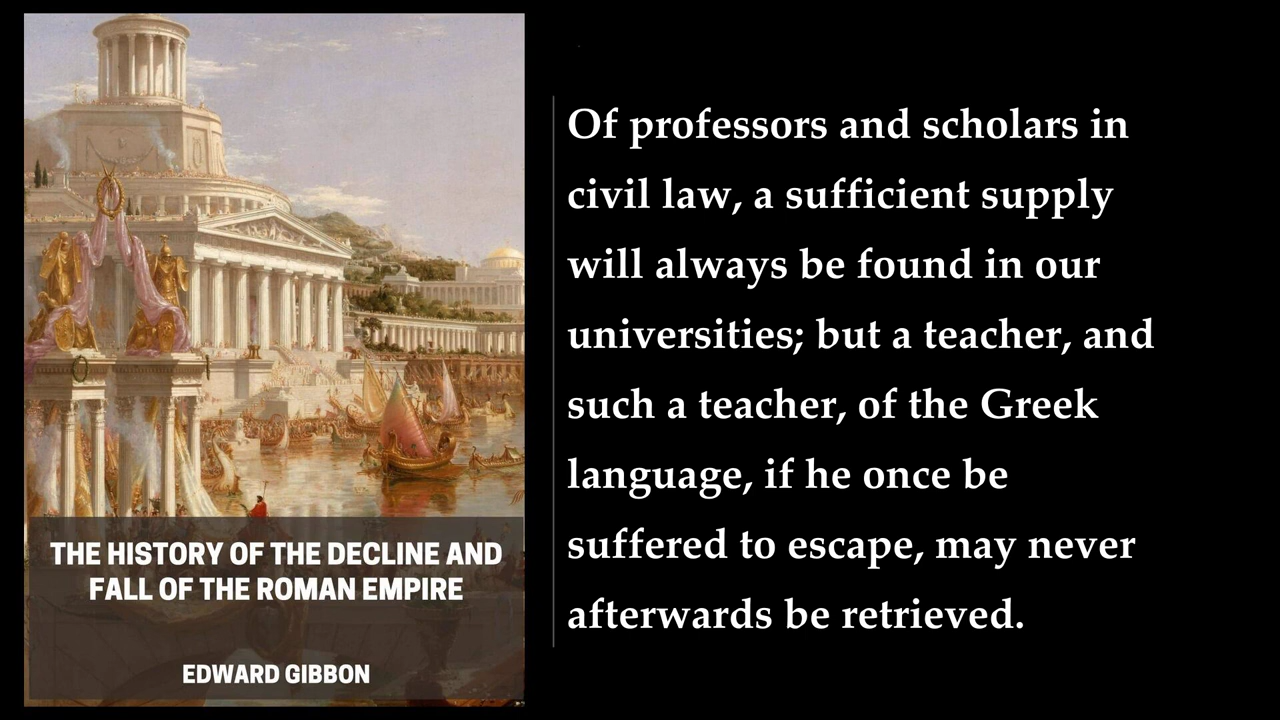 THE HISTORY OF THE DECLINE AND
FALL OF THE ROMAN EMPIRE
EDWARD GIBBON
Of professors and scholars in
civil law, a sufficient supply
will always be found in our
universities; but a teacher, and
such a teacher, of the Greek
language, if he once be
suffered to escape, may never
afterwards be retrieved.